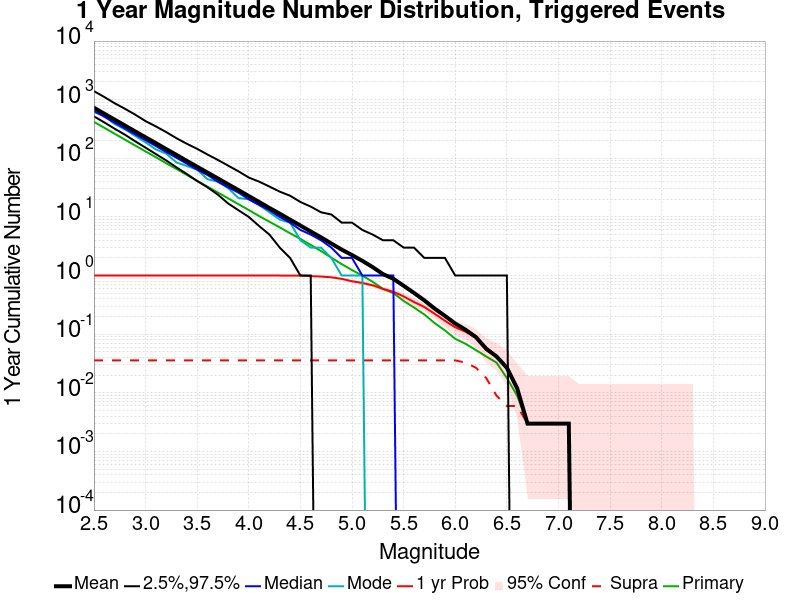 1 Year Magnitude Number Distribution, Triggered Events
1 Year Cumulative Number
10^4
10^3
10^2
10^1
10^0
10^-1
10^-2
10^-3
10^-4
2.5 3.0 3.5 4.0 4.5 5.0 5.5 6.0 6.5 7.0 7.5 8.0 8.5 9.0
Magnitude
Mean 2.5%,97.5% Median Mode 1 yr Prob 95% Conf Supra Primary